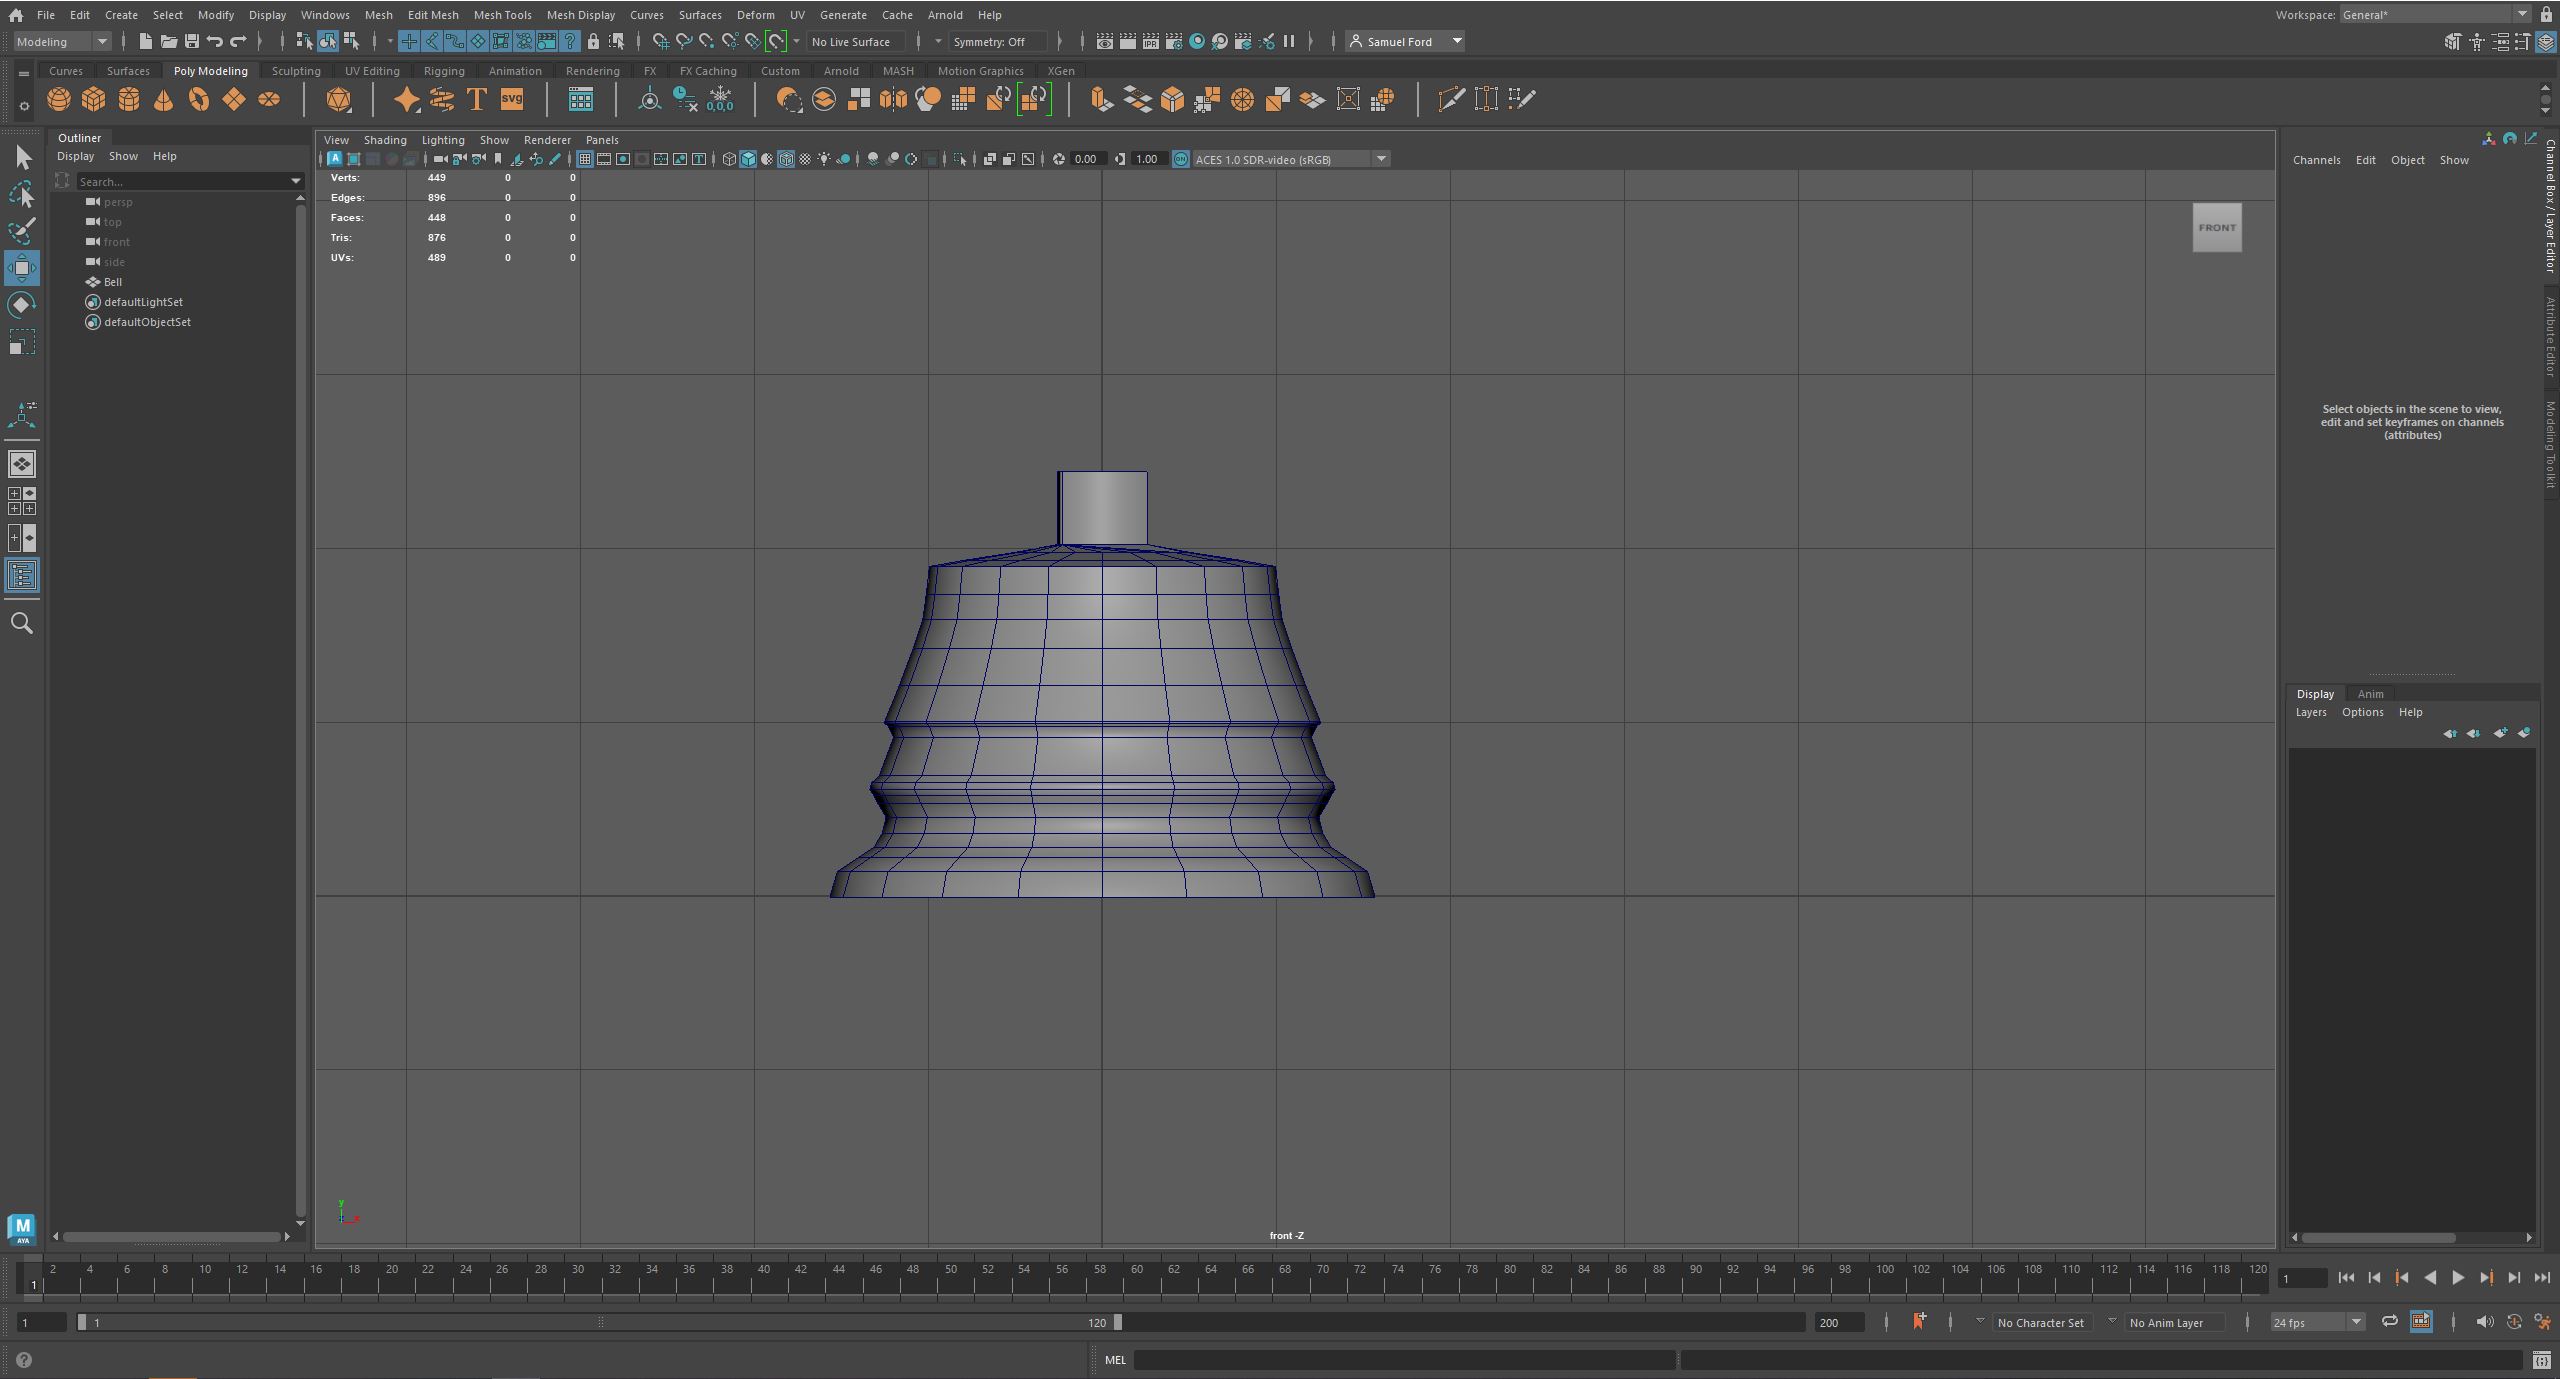 File Edit Create Select Modify Display Windows Mesh Edit Mesh Mesh Tools Mesh Display Curves Surfaces Deform UV Generate Cache Arnold Help Workspace: General*
Modeling No Live Surface Symmetry: Off IPR Samuel Ford
Curves Surfaces Poly Modeling Sculpting UV Editing Rigging Animation Rendering FX FX Caching Custom Arnold MASH Motion Graphics XGen
T SVG 0,0,0
Outliner
Display Show Help
Search...
persp
top
front
side
Bell
defaultLightSet
defaultObjectSet
View Shading Lighting Show Renderer Panels
0.00 1.00 ON ACES 1.0 SDR-video (sRGB)
Verts: 449 0 0
Edges: 896 0 0
Faces: 448 0 0
Tris: 876 0 0
UVs: 489 0 0
FRONT
y
x
front -Z
Channels Edit Object Show
Select objects in the scene to view,
edit and set keyframes on channels
(attributes)
Channel Box / Layer Editor
Attribute Editor
Modeling Toolkit
Display Anim
Layers Options Help
M
AYA
1 2 4 6 8 10 12 14 16 18 20 22 24 26 28 30 32 34 36 38 40 42 44 46 48 50 52 54 56 58 60 62 64 66 68 70 72 74 76 78 80 82 84 86 88 90 92 94 96 98 100 102 104 106 108 110 112 114 116 118 120 1
1 1 120 200 No Character Set No Anim Layer 24 fps
MEL